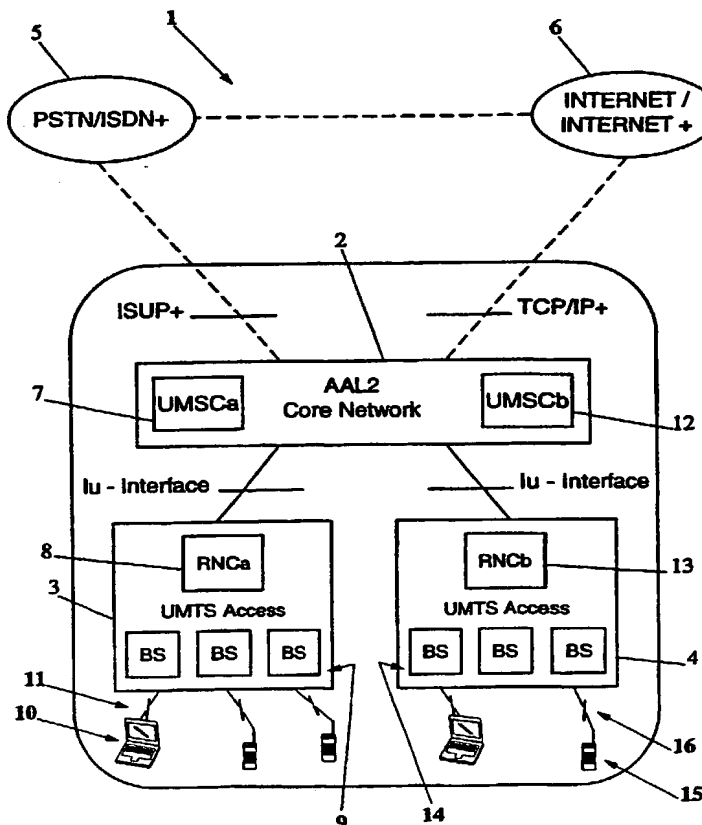 5
1
6
PSTN/ISDN+
INTERNET /
INTERNET +
2
ISUP+
TCP/IP+
7
UMSCa
AAL2
Core Network
UMSCb
12
Iu - Interface
Iu - Interface
8
RNCa
RNCb
13
3
UMTS Access
UMTS Access
BS
BS
BS
BS
BS
BS
4
11
10
16
15
9
14